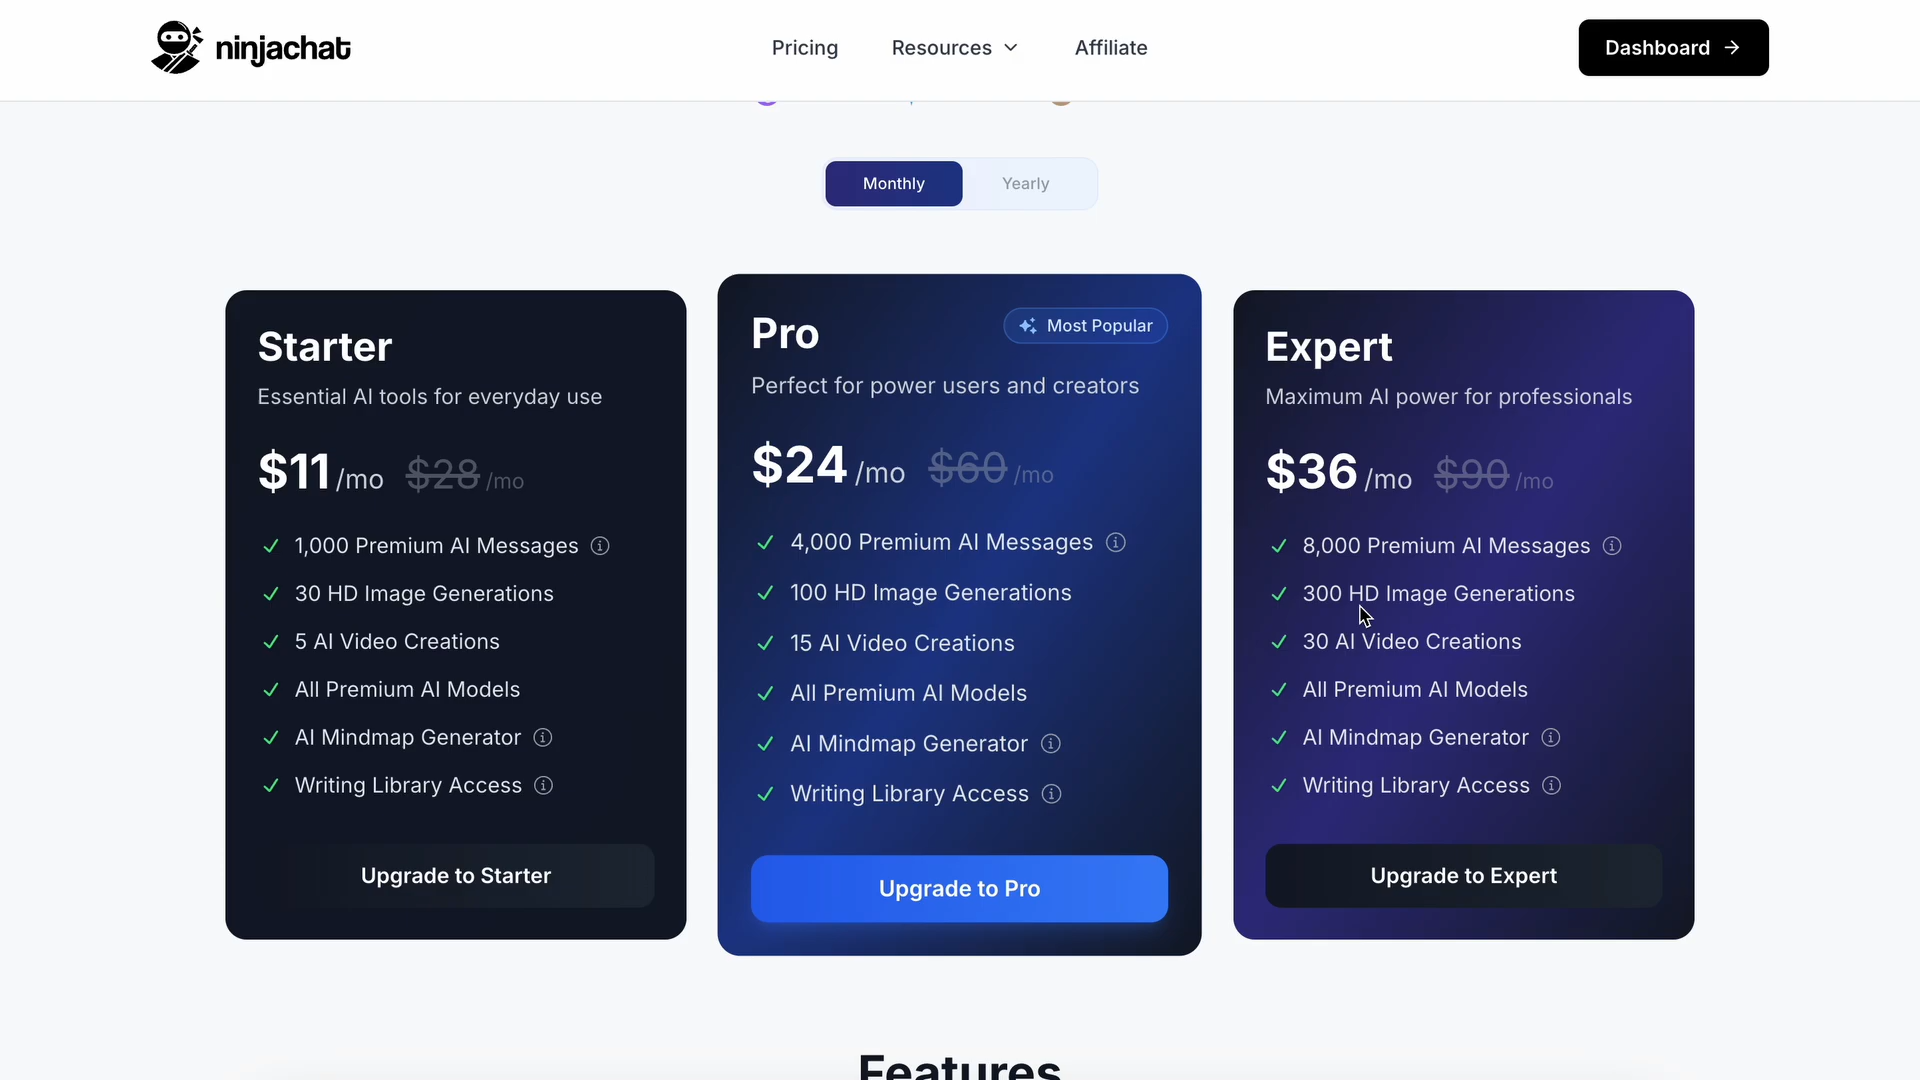 ninjachat
Pricing
Resources
Affiliate
Dashboard
Monthly
Yearly
Starter
Essential AI tools for everyday use
$11 /mo $28 /mo
1,000 Premium AI Messages
30 HD Image Generations
5 AI Video Creations
All Premium AI Models
AI Mindmap Generator
Writing Library Access
Upgrade to Starter
Pro
Most Popular
Perfect for power users and creators
$24 /mo $60 /mo
4,000 Premium AI Messages
100 HD Image Generations
15 AI Video Creations
All Premium AI Models
AI Mindmap Generator
Writing Library Access
Upgrade to Pro
Expert
Maximum AI power for professionals
$36 /mo $90 /mo
8,000 Premium AI Messages
300 HD Image Generations
30 AI Video Creations
All Premium AI Models
AI Mindmap Generator
Writing Library Access
Upgrade to Expert
Features